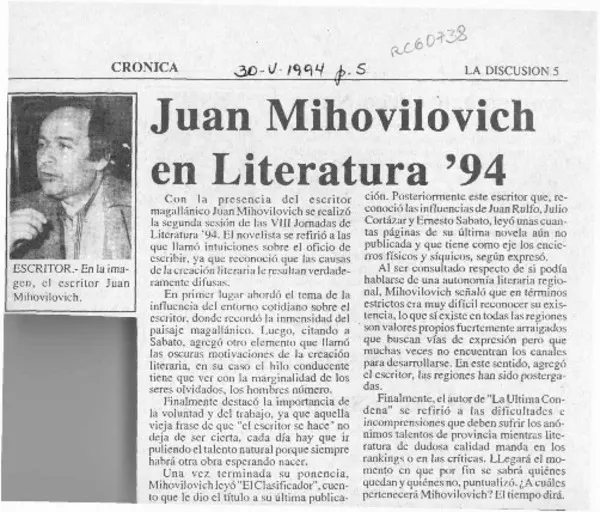 RC60738
CRONICA
30-V-1994 p.5
LA DISCUSION 5
Juan Mihovilovich
en Literatura '94
ESCRITOR.- En la ima-
gen, el escritor Juan
Mihovilovich.
Con la presencia del escritor
magallánico Juan Mihovilovich se realizó
la segunda sesión de las VIII Jornadas de
Literatura '94. El novelista se refirió a las
que llamó intuiciones sobre el oficio de
escribir, ya que reconoció que las causas
de la creación literaria le resultan verdade-
ramente difusas.
En primer lugar abordó el tema de la
influencia del entorno cotidiano sobre el
escritor, donde recordó la inmensidad del
paisaje magallánico. Luego, citando a
Sabato, agregó otro elemento que llamó
las oscuras motivaciones de la creación
literaria, en su caso el hilo conducente
tiene que ver con la marginalidad de los
seres olvidados, los hombres número.
Finalmente destacó la importancia de
la voluntad y del trabajo, ya que aquella
vieja frase de que "el escritor se hace" no
deja de ser cierta, cada día hay que ir
puliendo el talento natural porque siempre
habrá otra obra esperando nacer.
Una vez terminada su ponencia,
Mihovilovich leyó "El Clasificador", cuen-
to que le dio el título a su última publica-
ción. Posteriormente este escritor que, re-
conoció las influencias de Juan Rulfo, Julio
Cortázar y Ernesto Sabato, leyó unas cuan-
tas páginas de su última novela aún no
publicada y que tiene como eje los encie-
rros físicos y síquicos, según expresó.
Al ser consultado respecto de si podía
hablarse de una autonomía literaria regio-
nal, Mihovilovich señaló que en términos
estrictos era muy difícil reconocer su exis-
tencia, lo que sí existe en todas las regiones
son valores propios fuertemente arraigados
que buscan vías de expresión pero que
muchas veces no encuentran los canales
para desarrollarse. En este sentido, agregó
el escritor, las regiones han sido posterga-
das.
Finalmente, el autor de "La Ultima Con-
dena" se refirió a las dificultades e
incomprensiones que deben sufrir los anó-
nimos talentos de provincia mientras lite-
ratura de dudosa calidad manda en los
rankings o en las críticas. LLegará el mo-
mento en que por fin se sabrá quiénes
quedan y quiénes no, puntualizó. ¿A cuáles
pertenecerá Mihovilovich? El tiempo dirá.